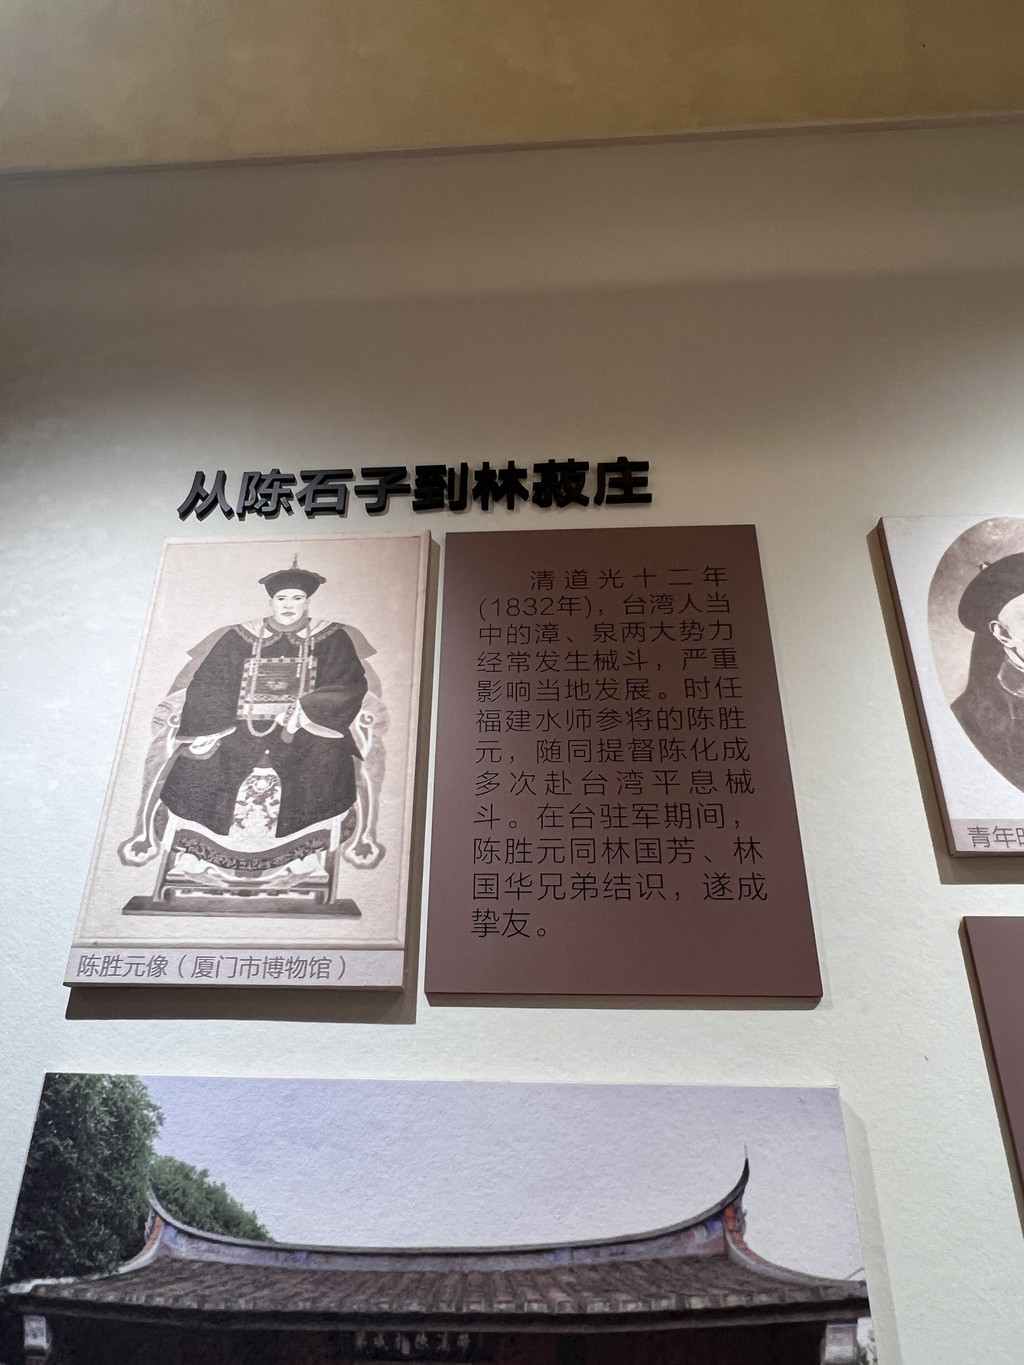 从陈石子到林菽庄
清道光十二年
(1832年)，台湾人当
中的漳、泉两大势力
经常发生械斗，严重
影响当地发展。时任
福建水师参将的陈胜
元，随同提督陈化成
多次赴台湾平息械
斗。在台驻军期间，
陈胜元同林国芳、林
国华兄弟结识，遂成
挚友。
陈胜元像（厦门市博物馆）
青年